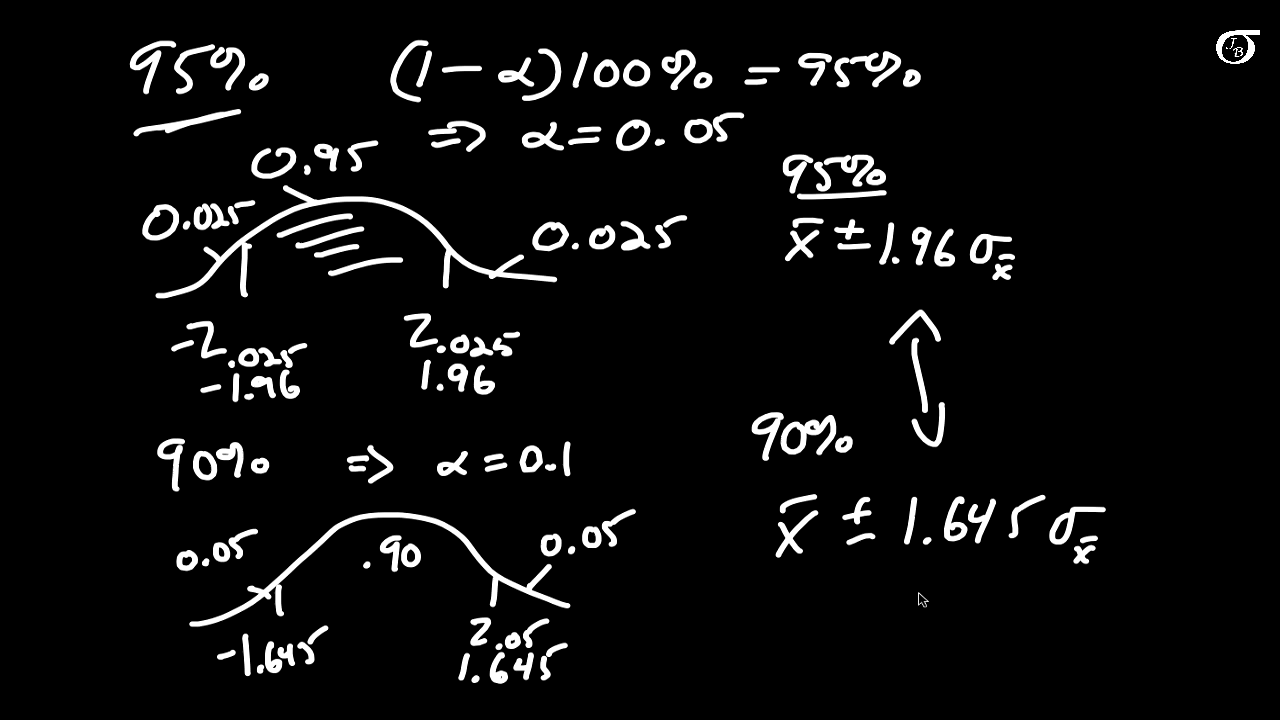 95% (1 - α)100% = 95%
⇒ α = 0.05
0.95
0.025
0.025
-Z.025
-1.96
Z.025
1.96
95%
x̄ ± 1.96 σx̄
90% ⇒ α = 0.1
0.05
.90
0.05
-1.645
Z.05
1.645
90%
x̄ ± 1.645 σx̄
JB